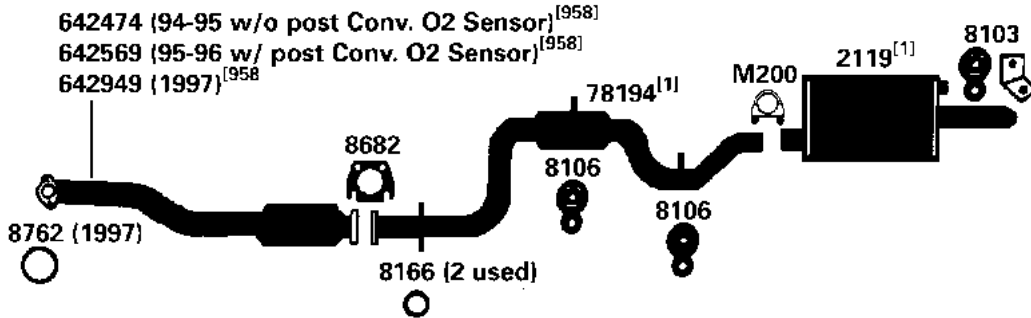 642474 (94-95 w/o post Conv. O2 Sensor)[958]
642569 (95-96 w/ post Conv. O2 Sensor)[958]
642949 (1997)[958
8103
2119[1]
M200
78194[1]
8682
8106
8106
8762 (1997)
8166 (2 used)